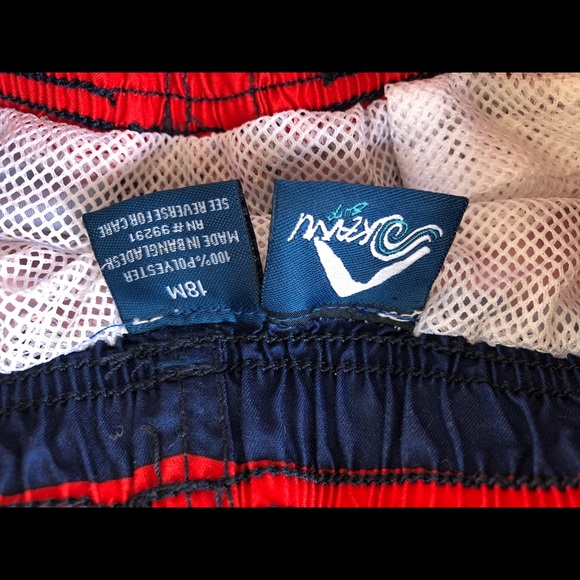 18M
100% POLYESTER
MADE IN BANGLADESH
RN# 99291
SEE REVERSE FOR CARE
KANU
Surf